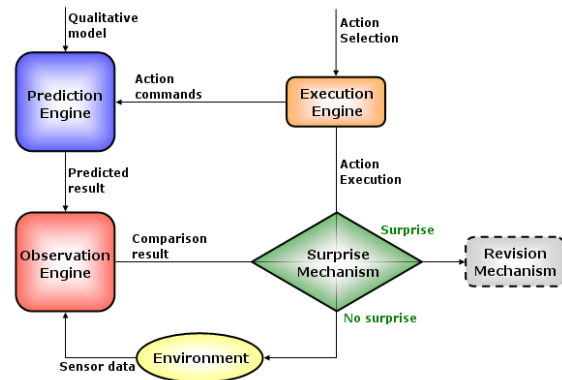 Qualitative
model
Action
Selection
Prediction
Engine
Action
commands
Execution
Engine
Predicted
result
Action
Execution
Observation
Engine
Comparison
result
Surprise
Mechanism
Surprise
Revision
Mechanism
No surprise
Environment
Sensor data